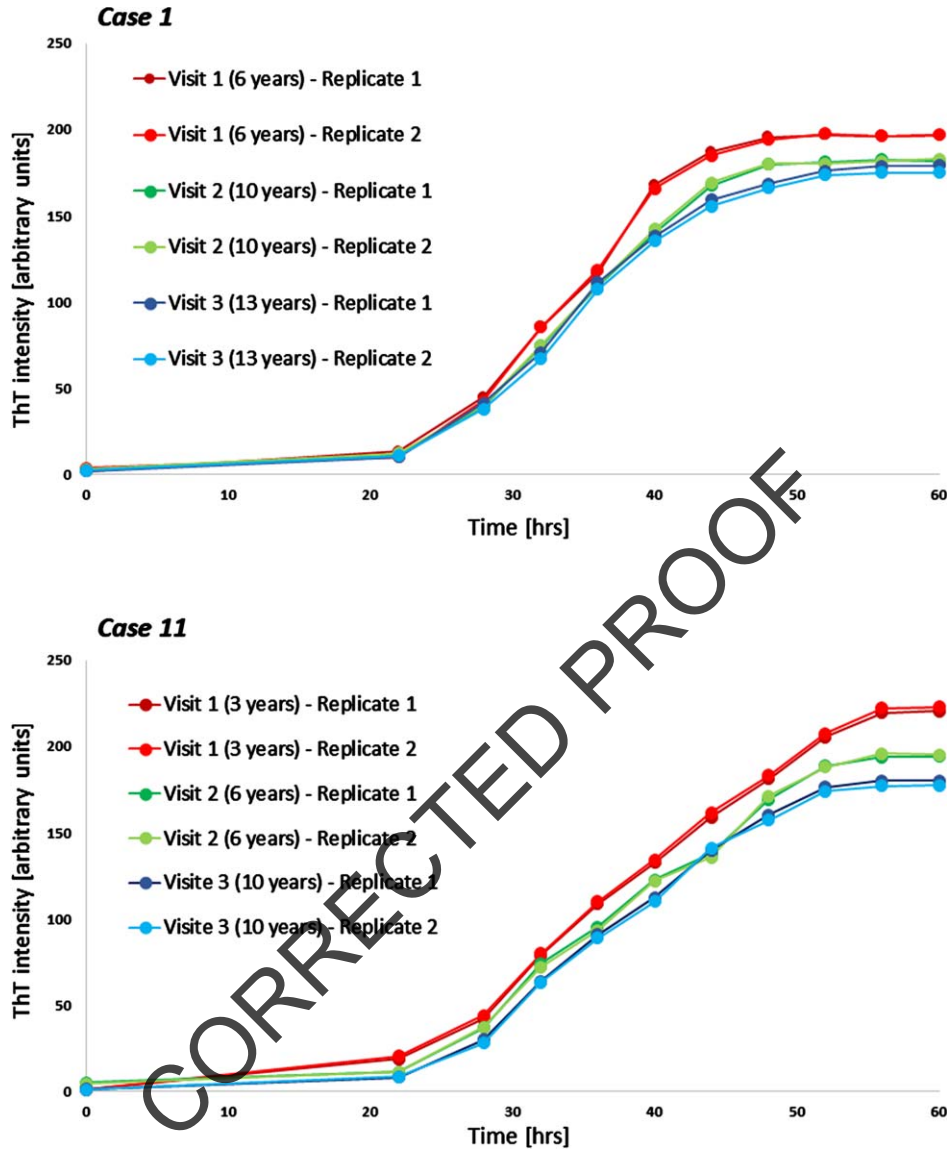 Case 1
ThT intensity [arbitrary units]
250
200
150
100
50
0
Visit 1 (6 years) - Replicate 1
Visit 1 (6 years) - Replicate 2
Visit 2 (10 years) - Replicate 1
Visit 2 (10 years) - Replicate 2
Visit 3 (13 years) - Replicate 1
Visit 3 (13 years) - Replicate 2
0 10 20 30 40 50 60
Time [hrs]
Case 11
ThT intensity [arbitrary units]
250
200
150
100
50
0
Visit 1 (3 years) - Replicate 1
Visit 1 (3 years) - Replicate 2
Visit 2 (6 years) - Replicate 1
Visit 2 (6 years) - Replicate 2
Visite 3 (10 years) - Replicate 1
Visite 3 (10 years) - Replicate 2
0 10 20 30 40 50 60
Time [hrs]
CORRECTED PROOF